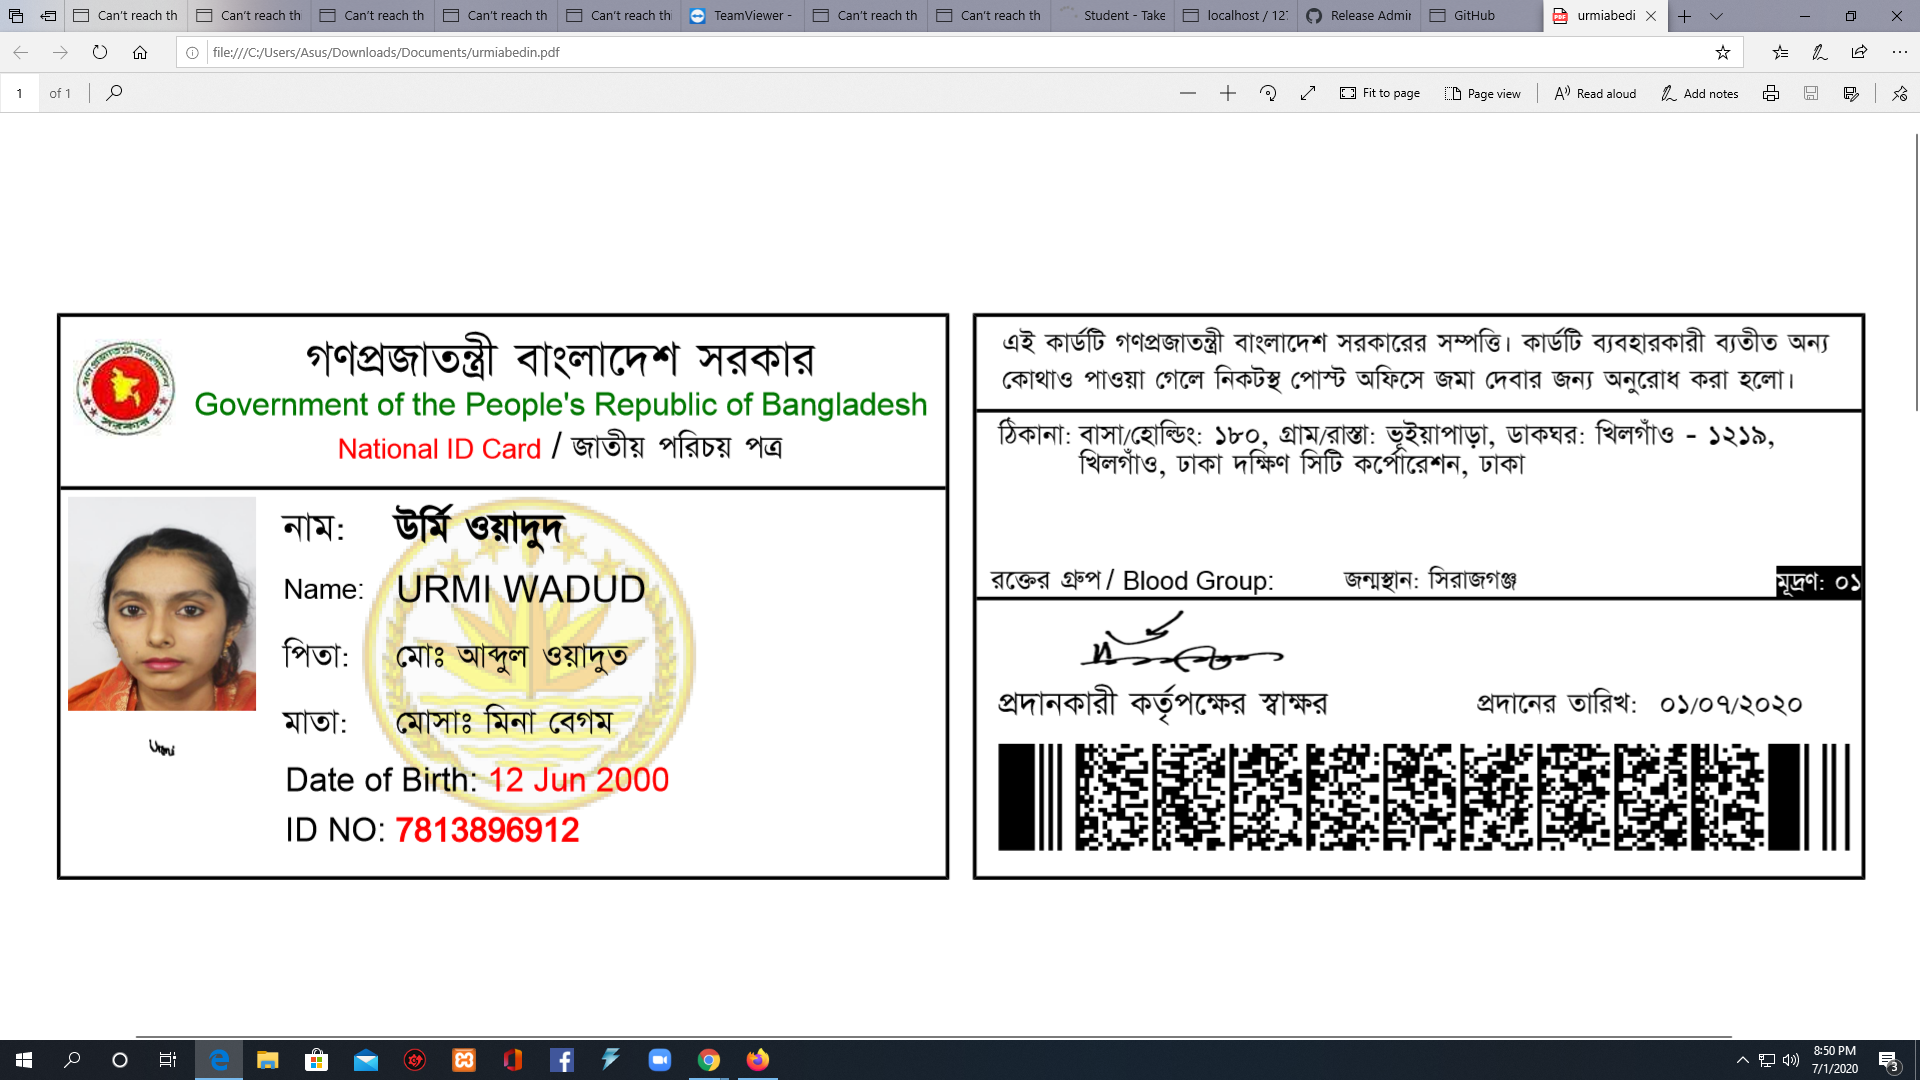 Can't reach th
Can't reach thi
Can't reach th
Can't reach th
Can't reach thi
TeamViewer -
Can't reach th
Can't reach th
Student - Take
localhost / 127
Release Admin
GitHub
urmiabedi
file:///C:/Users/Asus/Downloads/Documents/urmiabedin.pdf
1 of 1
Fit to page
Page view
Read aloud
Add notes
গণপ্রজাতন্ত্রী বাংলাদেশ সরকার
Government of the People's Republic of Bangladesh
National ID Card / জাতীয় পরিচয় পত্র
নাম: উর্মি ওয়াদুদ
Name: URMI WADUD
পিতা: মোঃ আব্দুল ওয়াদুত
মাতা: মোসাঃ মিনা বেগম
Urmi
Date of Birth: 12 Jun 2000
ID NO: 7813896912
এই কার্ডটি গণপ্রজাতন্ত্রী বাংলাদেশ সরকারের সম্পত্তি। কার্ডটি ব্যবহারকারী ব্যতীত অন্য
কোথাও পাওয়া গেলে নিকটস্থ পোস্ট অফিসে জমা দেবার জন্য অনুরোধ করা হলো।
ঠিকানা: বাসা/হোল্ডিং: ১৮০, গ্রাম/রাস্তা: ভূইয়াপাড়া, ডাকঘর: খিলগাঁও - ১২১৯,
খিলগাঁও, ঢাকা দক্ষিণ সিটি কর্পোরেশন, ঢাকা
রক্তের গ্রুপ / Blood Group: জন্মস্থান: সিরাজগঞ্জ মূদ্রণ: ০১
প্রদানকারী কর্তৃপক্ষের স্বাক্ষর প্রদানের তারিখ: ০১/০৭/২০২০
8:50 PM
7/1/2020
3